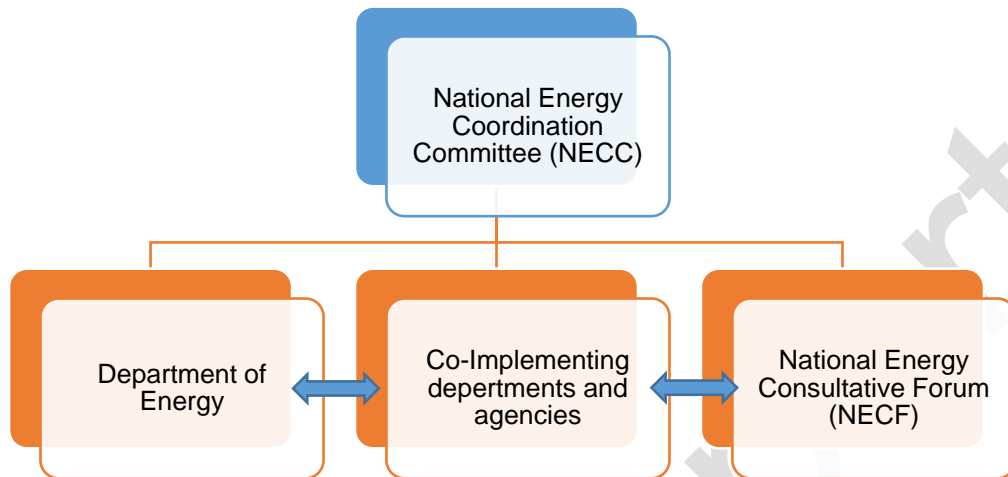 National Energy
Coordination
Committee (NECC)
Department of
Energy
Co-Implementing
depertments and
agencies
National Energy
Consultative Forum
(NECF)